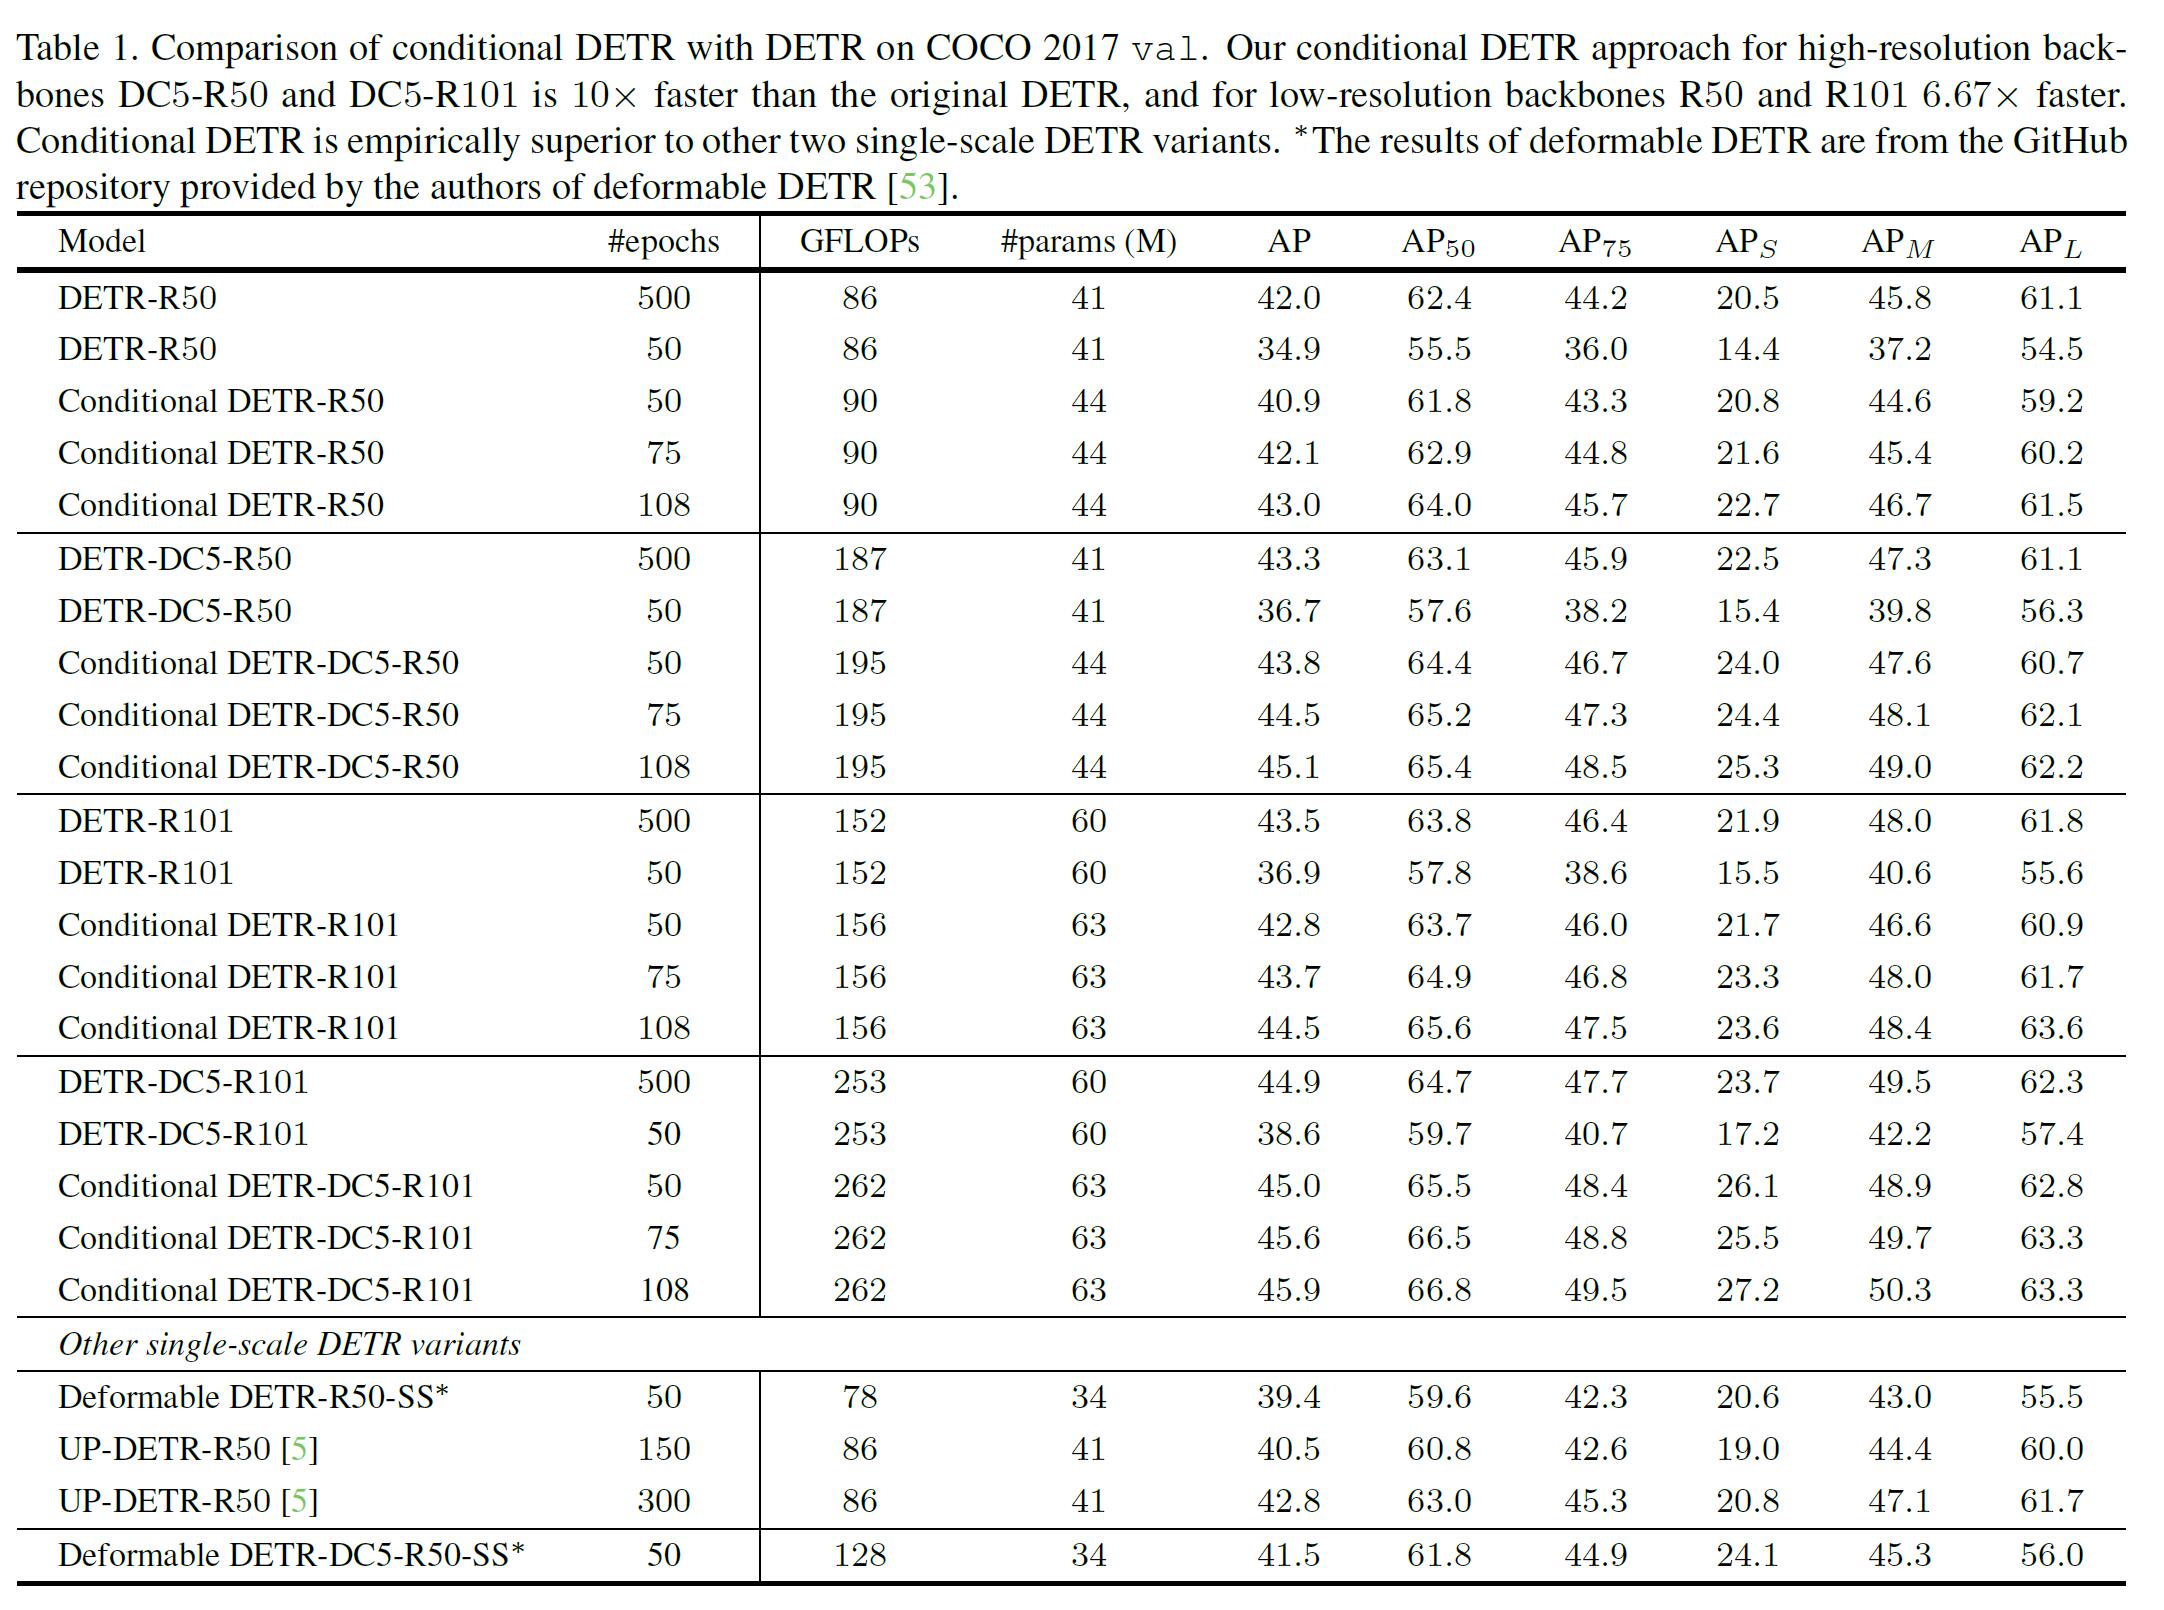 Table 1. Comparison of conditional DETR with DETR on COCO 2017 val. Our conditional DETR approach for high-resolution back-
bones DC5-R50 and DC5-R101 is 10× faster than the original DETR, and for low-resolution backbones R50 and R101 6.67× faster.
Conditional DETR is empirically superior to other two single-scale DETR variants. *The results of deformable DETR are from the GitHub
repository provided by the authors of deformable DETR [53].
Model #epochs GFLOPs #params (M) AP AP50 AP75 APS APM APL
DETR-R50 500 86 41 42.0 62.4 44.2 20.5 45.8 61.1
DETR-R50 50 86 41 34.9 55.5 36.0 14.4 37.2 54.5
Conditional DETR-R50 50 90 44 40.9 61.8 43.3 20.8 44.6 59.2
Conditional DETR-R50 75 90 44 42.1 62.9 44.8 21.6 45.4 60.2
Conditional DETR-R50 108 90 44 43.0 64.0 45.7 22.7 46.7 61.5
DETR-DC5-R50 500 187 41 43.3 63.1 45.9 22.5 47.3 61.1
DETR-DC5-R50 50 187 41 36.7 57.6 38.2 15.4 39.8 56.3
Conditional DETR-DC5-R50 50 195 44 43.8 64.4 46.7 24.0 47.6 60.7
Conditional DETR-DC5-R50 75 195 44 44.5 65.2 47.3 24.4 48.1 62.1
Conditional DETR-DC5-R50 108 195 44 45.1 65.4 48.5 25.3 49.0 62.2
DETR-R101 500 152 60 43.5 63.8 46.4 21.9 48.0 61.8
DETR-R101 50 152 60 36.9 57.8 38.6 15.5 40.6 55.6
Conditional DETR-R101 50 156 63 42.8 63.7 46.0 21.7 46.6 60.9
Conditional DETR-R101 75 156 63 43.7 64.9 46.8 23.3 48.0 61.7
Conditional DETR-R101 108 156 63 44.5 65.6 47.5 23.6 48.4 63.6
DETR-DC5-R101 500 253 60 44.9 64.7 47.7 23.7 49.5 62.3
DETR-DC5-R101 50 253 60 38.6 59.7 40.7 17.2 42.2 57.4
Conditional DETR-DC5-R101 50 262 63 45.0 65.5 48.4 26.1 48.9 62.8
Conditional DETR-DC5-R101 75 262 63 45.6 66.5 48.8 25.5 49.7 63.3
Conditional DETR-DC5-R101 108 262 63 45.9 66.8 49.5 27.2 50.3 63.3
Other single-scale DETR variants
Deformable DETR-R50-SS* 50 78 34 39.4 59.6 42.3 20.6 43.0 55.5
UP-DETR-R50 [5] 150 86 41 40.5 60.8 42.6 19.0 44.4 60.0
UP-DETR-R50 [5] 300 86 41 42.8 63.0 45.3 20.8 47.1 61.7
Deformable DETR-DC5-R50-SS* 50 128 34 41.5 61.8 44.9 24.1 45.3 56.0